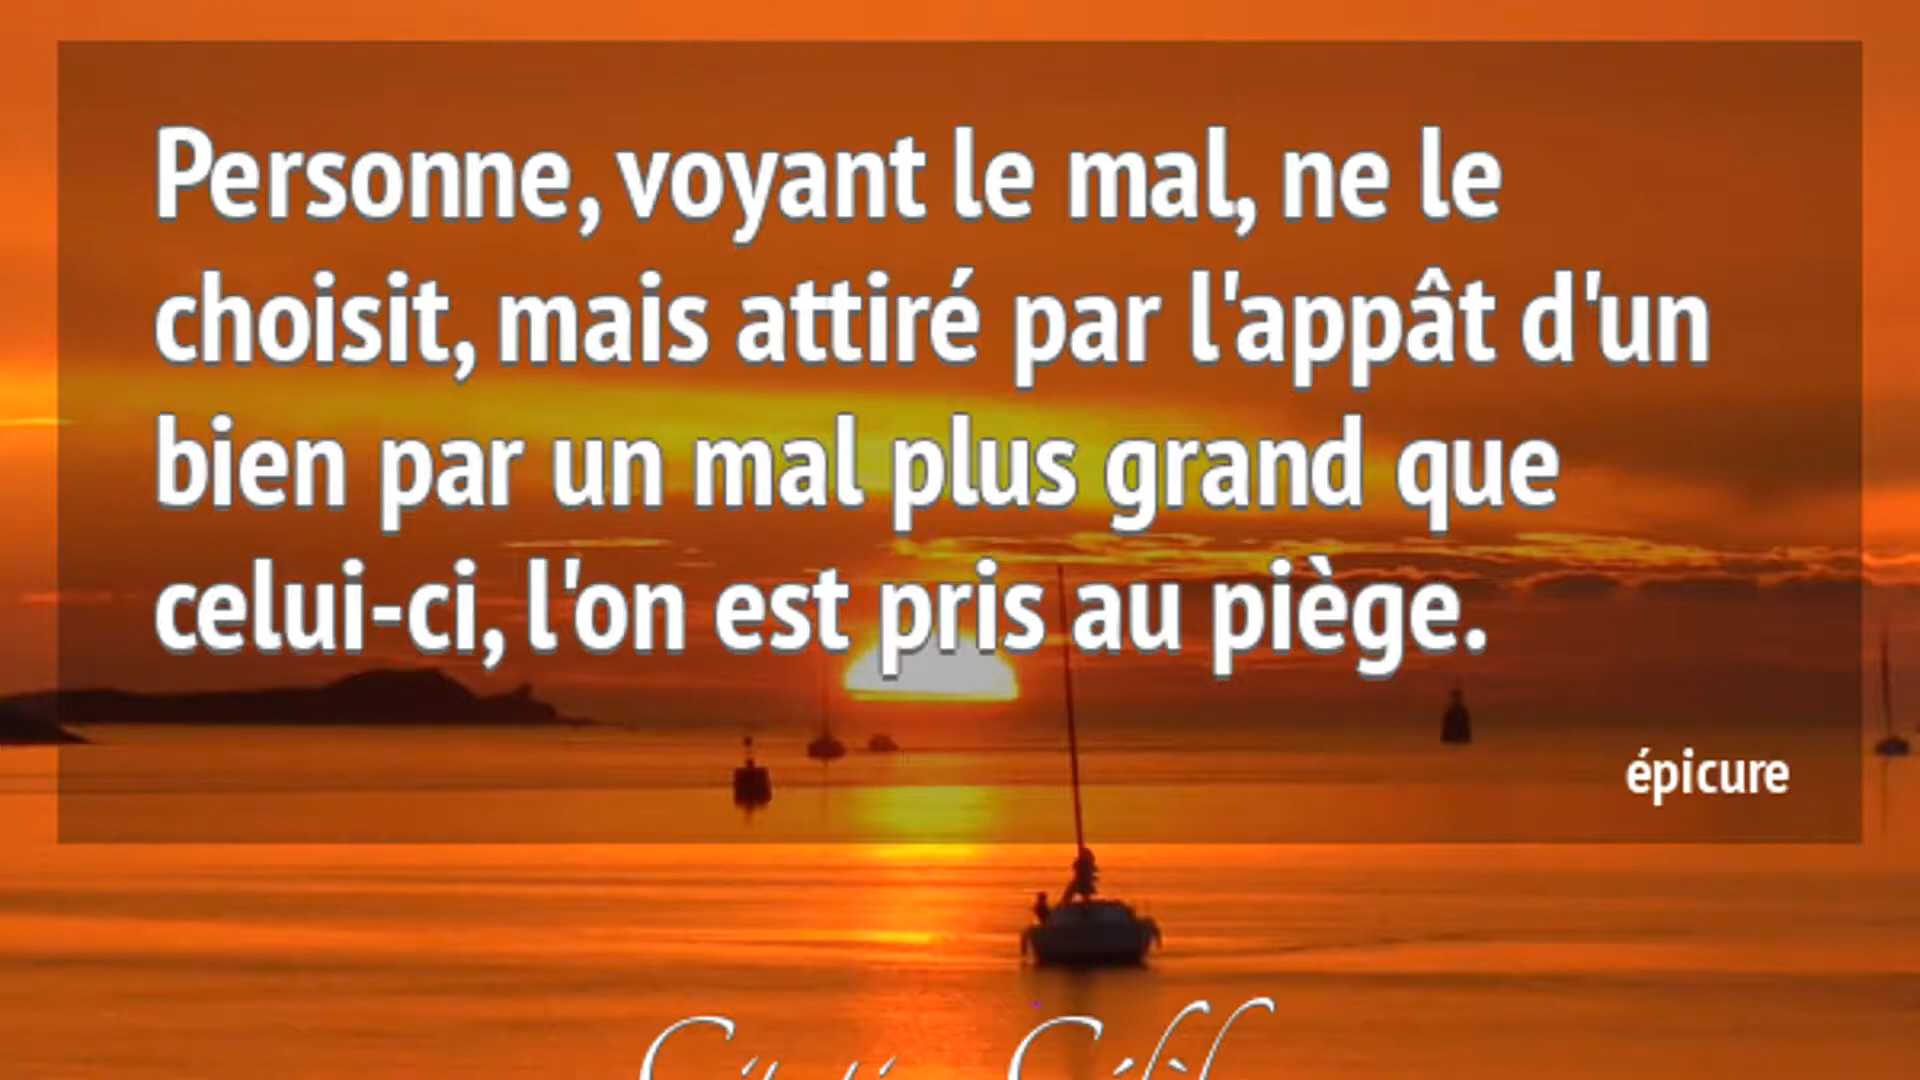 Personne, voyant le mal, ne le
choisit, mais attiré par l'appât d'un
bien par un mal plus grand que
celui-ci, l'on est pris au piège.
épicure